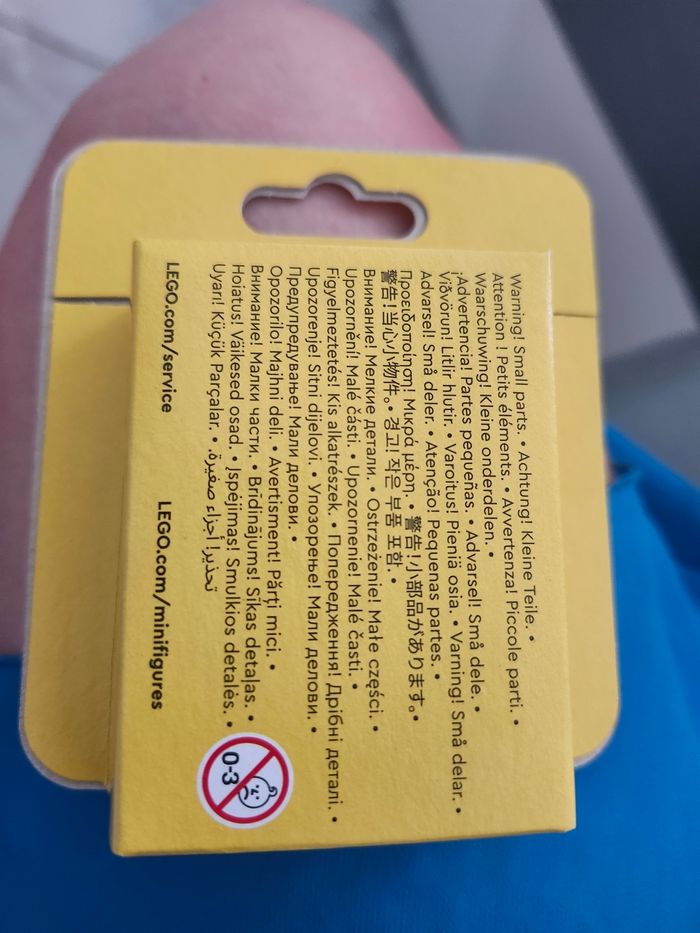 Warning! Small parts. • Achtung! Kleine Teile. •
Attention ! Petits éléments. • Avvertenza! Piccole parti. •
Waarschuwing! Kleine onderdelen. •
¡Advertencia! Partes pequeñas. • Advarsel! Små dele. •
Viðvörun! Litlir hlutir. • Varoitus! Pieniä osia. • Varning! Små delar. •
Advarsel! Små deler. • Atenção! Pequenas partes. •
Προειδοποίηση! Μικρά μέρη. • 警告!小部品があります。•
警告!当心小物件。• 경고! 작은 부품 포함. •
Внимание! Мелкие детали. • Ostrzeżenie! Małe części. •
Upozornění! Malé části. • Upozornenie! Malé časti. •
Figyelmeztetés! Kis alkatrészek. • Попередження! Дрібні деталі. •
Upozorenje! Sitni dijelovi. • Упозорење! Мали делови. •
Предупредување! Мали делови. •
Opozorilo! Majhni deli. • Avertisment! Părți mici. •
Внимание! Малки части. • Brīdinājums! Sīkas detaļas. •
Hoiatus! Väikesed osad. • Įspėjimas! Smulkios detalės. •
Uyarı! Küçük Parçalar. • تحذير! أجزاء صغيرة.
0-3
LEGO.com/service LEGO.com/minifigures